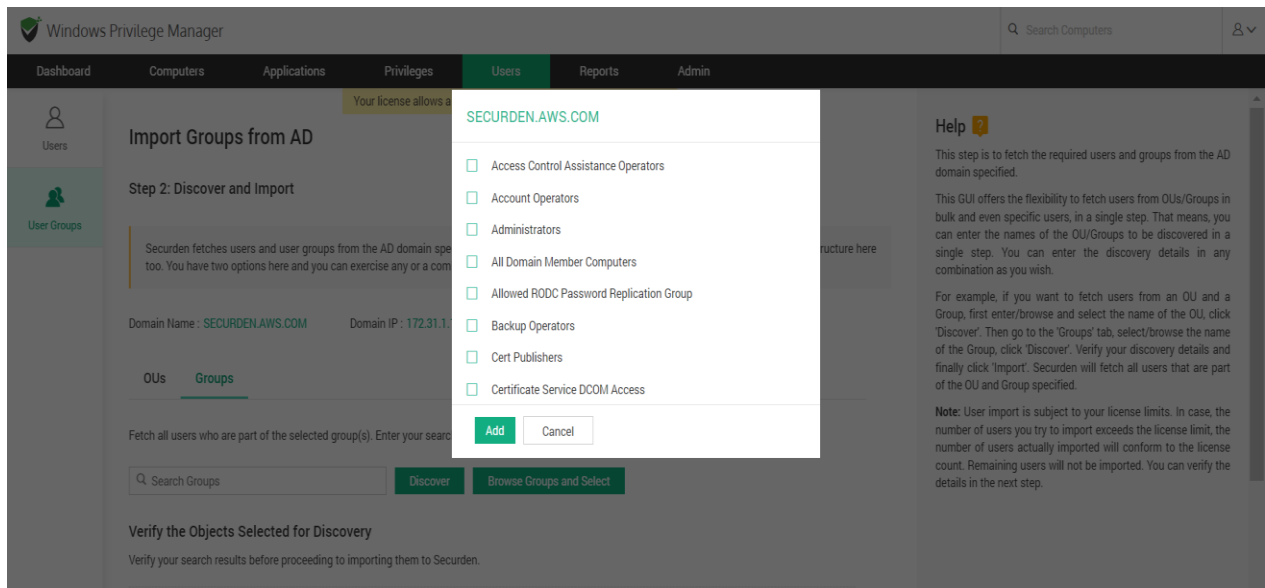 Windows Privilege Manager
Search Computers
Dashboard Computers Applications Privileges Users Reports Admin
Your license allows a
Users
User Groups
Import Groups from AD
Step 2: Discover and Import
Securden fetches users and user groups from the AD domain spe
ructure here
too. You have two options here and you can exercise any or a com
Domain Name : SECURDEN.AWS.COM Domain IP : 172.31.1.
OUs Groups
Fetch all users who are part of the selected group(s). Enter your searc
Search Groups
Discover
Browse Groups and Select
Verify the Objects Selected for Discovery
Verify your search results before proceeding to importing them to Securden.
SECURDEN.AWS.COM
Access Control Assistance Operators
Account Operators
Administrators
All Domain Member Computers
Allowed RODC Password Replication Group
Backup Operators
Cert Publishers
Certificate Service DCOM Access
Add
Cancel
Help ?
This step is to fetch the required users and groups from the AD
domain specified.
This GUI offers the flexibility to fetch users from OUs/Groups in
bulk and even specific users, in a single step. That means, you
can enter the names of the OU/Groups to be discovered in a
single step. You can enter the discovery details in any
combination as you wish.
For example, if you want to fetch users from an OU and a
Group, first enter/browse and select the name of the OU, click
'Discover'. Then go to the 'Groups' tab, select/browse the name
of the Group, click 'Discover'. Verify your discovery details and
finally click 'Import'. Securden will fetch all users that are part
of the OU and Group specified.
Note: User import is subject to your license limits. In case, the
number of users you try to import exceeds the license limit, the
number of users actually imported will conform to the license
count. Remaining users will not be imported. You can verify the
details in the next step.